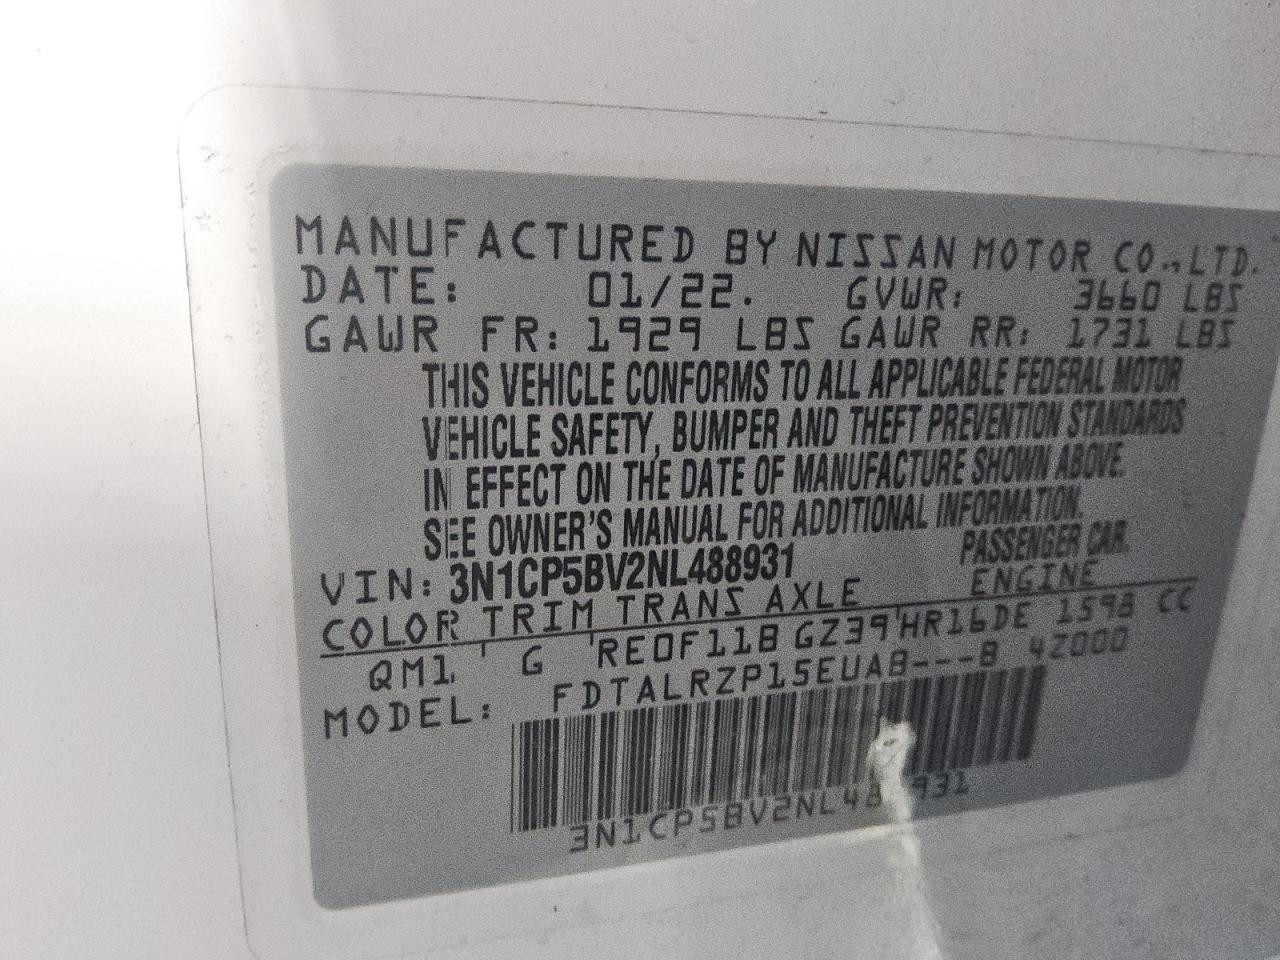 MANUFACTURED BY NISSAN MOTOR CO.,LTD.
DATE: 01/22. GVWR: 3660 LBS
GAWR FR: 1929 LBS GAWR RR: 1731 LBS
THIS VEHICLE CONFORMS TO ALL APPLICABLE FEDERAL MOTOR
VEHICLE SAFETY, BUMPER AND THEFT PREVENTION STANDARDS
IN EFFECT ON THE DATE OF MANUFACTURE SHOWN ABOVE.
SEE OWNER'S MANUAL FOR ADDITIONAL INFORMATION.
VIN: 3N1CP5BV2NL488931 PASSENGER CAR.
COLOR TRIM TRANS AXLE ENGINE
QM1 ' G 'RE0F11B GZ39'HR16DE 1598 CC
MODEL: FDTALRZP15EUAB---B 4Z000